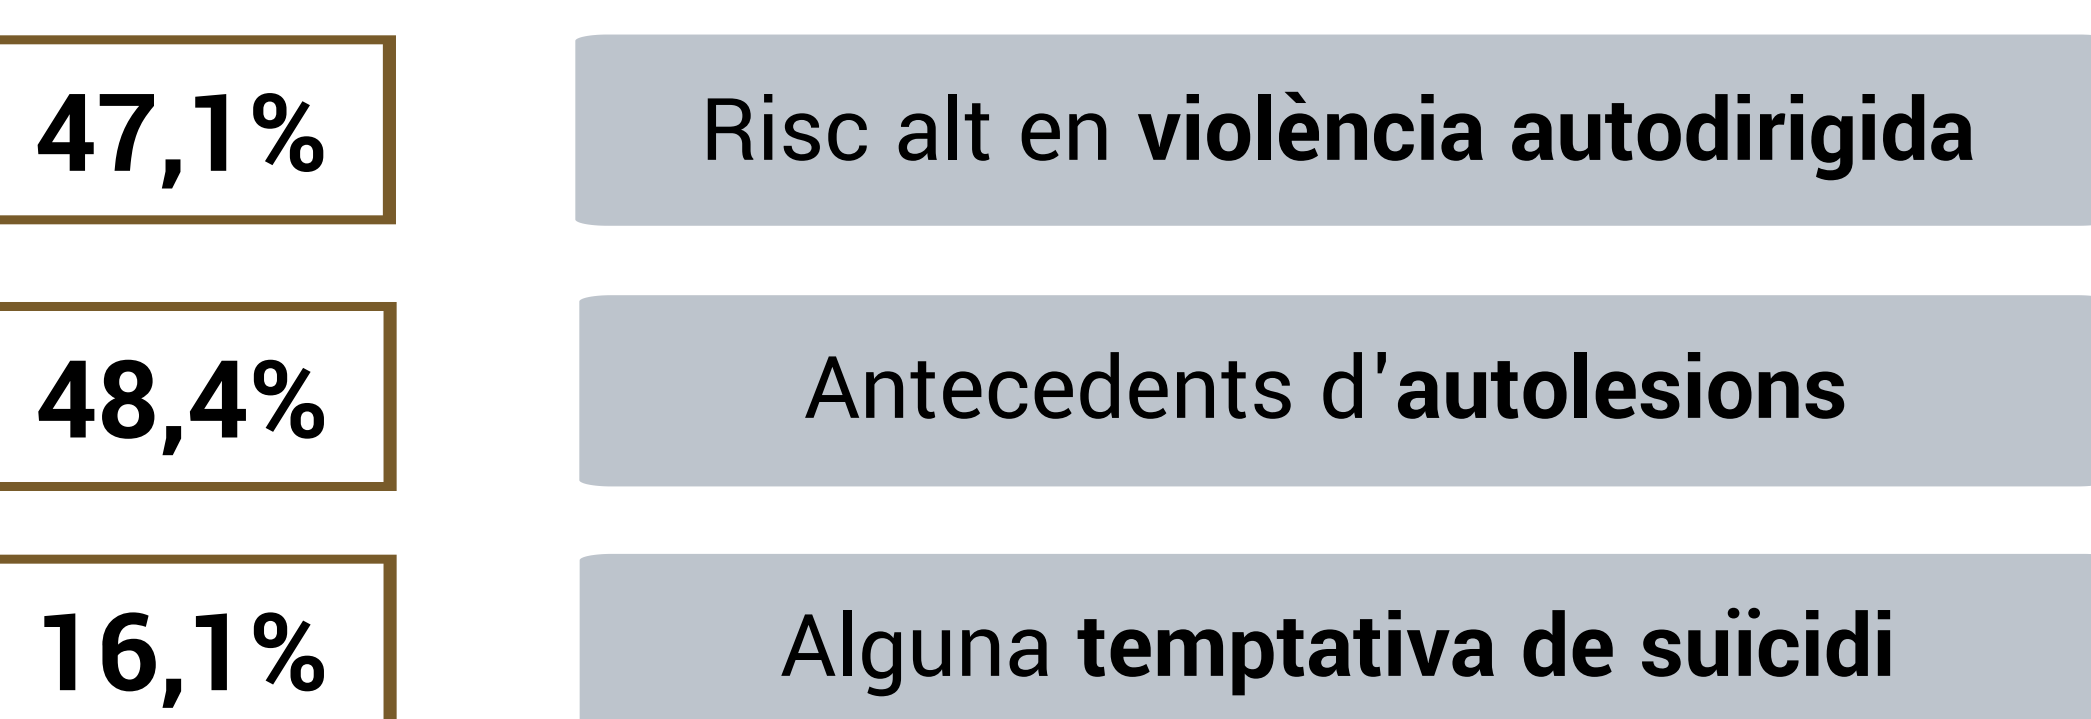 47,1% Risc alt en violència autodirigida
48,4% Antecedents d'autolesions
16,1% Alguna temptativa de suïcidi